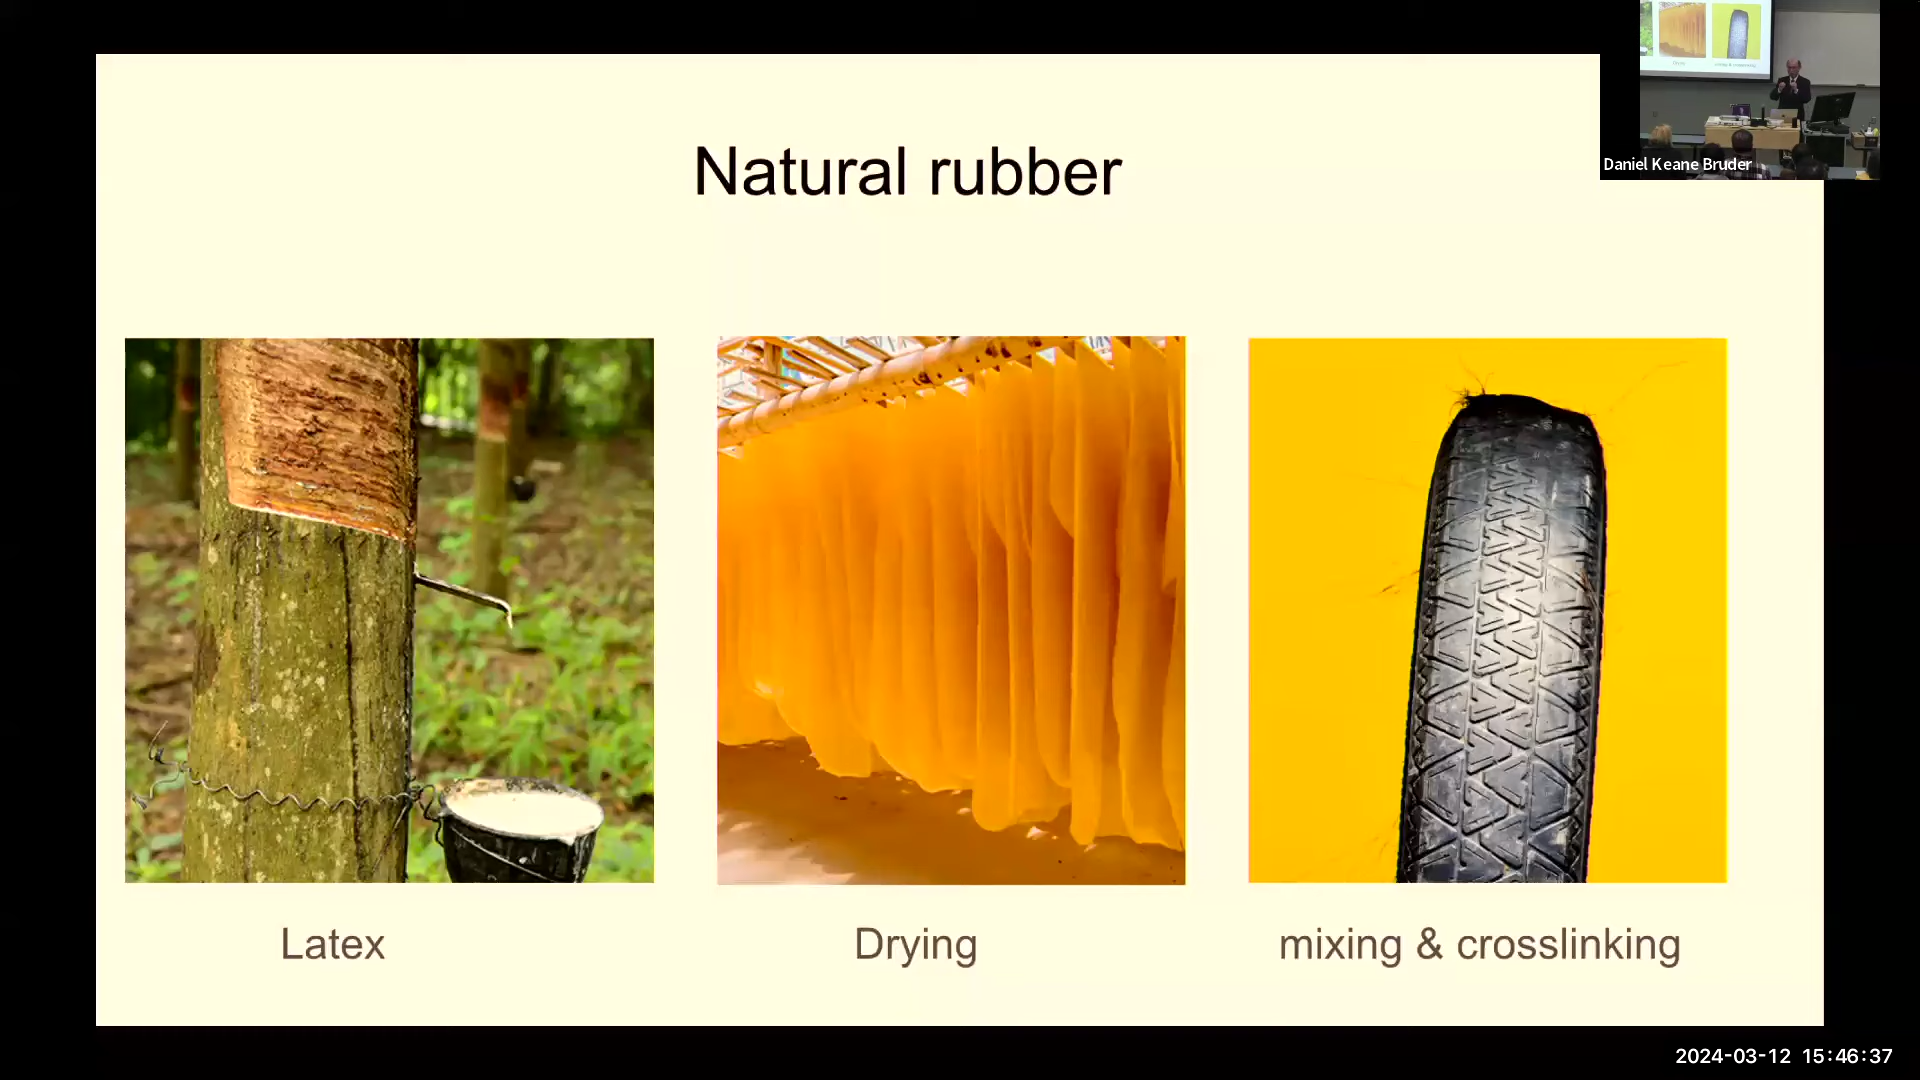 Natural rubber
Daniel Keane Bruder
Latex
Drying
mixing & crosslinking
2024-03-12 15:46:37